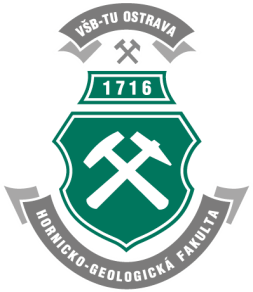 VŠB-TU OSTRAVA
1716
HORNICKO-GEOLOGICKÁ FAKULTA